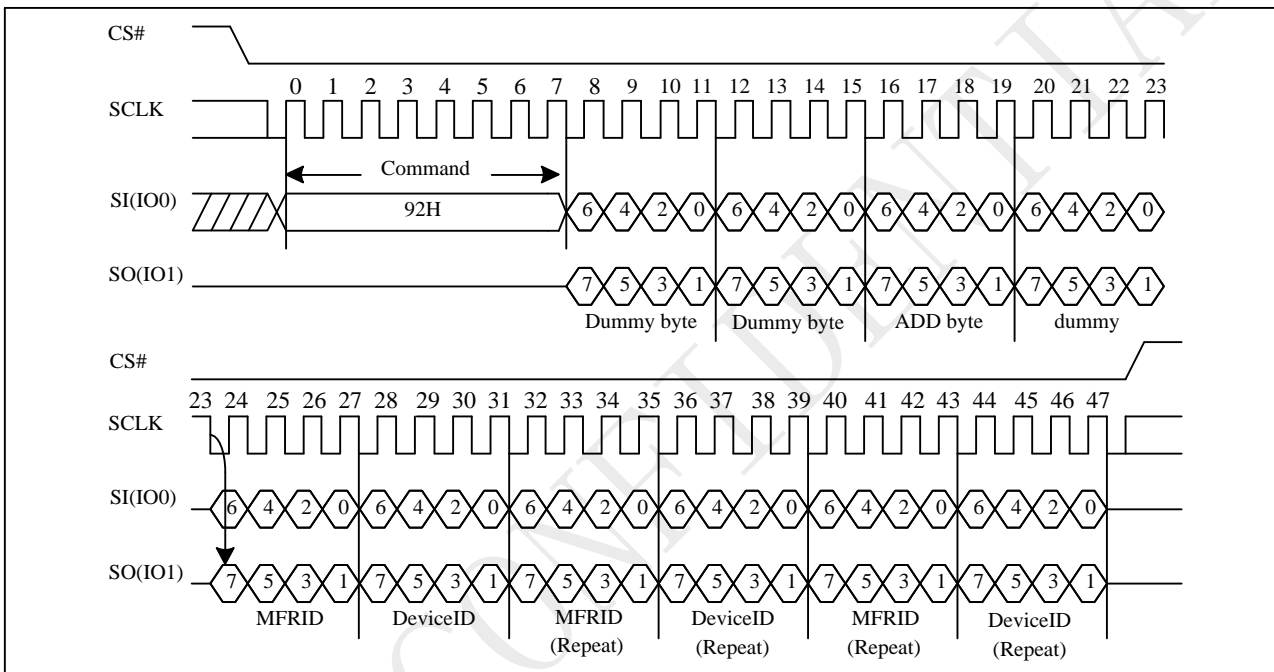 CS#
0 1 2 3 4 5 6 7 8 9 10 11 12 13 14 15 16 17 18 19 20 21 22 23
SCLK
Command
SI(IO0)
92H
6 4 2 0 6 4 2 0 6 4 2 0 6 4 2 0
SO(IO1)
7 5 3 1 7 5 3 1 7 5 3 1 7 5 3 1
Dummy byte Dummy byte ADD byte dummy
CS#
23 24 25 26 27 28 29 30 31 32 33 34 35 36 37 38 39 40 41 42 43 44 45 46 47
SCLK
SI(IO0)
6 4 2 0 6 4 2 0 6 4 2 0 6 4 2 0 6 4 2 0 6 4 2 0
SO(IO1)
7 5 3 1 7 5 3 1 7 5 3 1 7 5 3 1 7 5 3 1 7 5 3 1
MFRID DeviceID MFRID DeviceID MFRID DeviceID
(Repeat) (Repeat) (Repeat) (Repeat)
CONFIDENTIAL